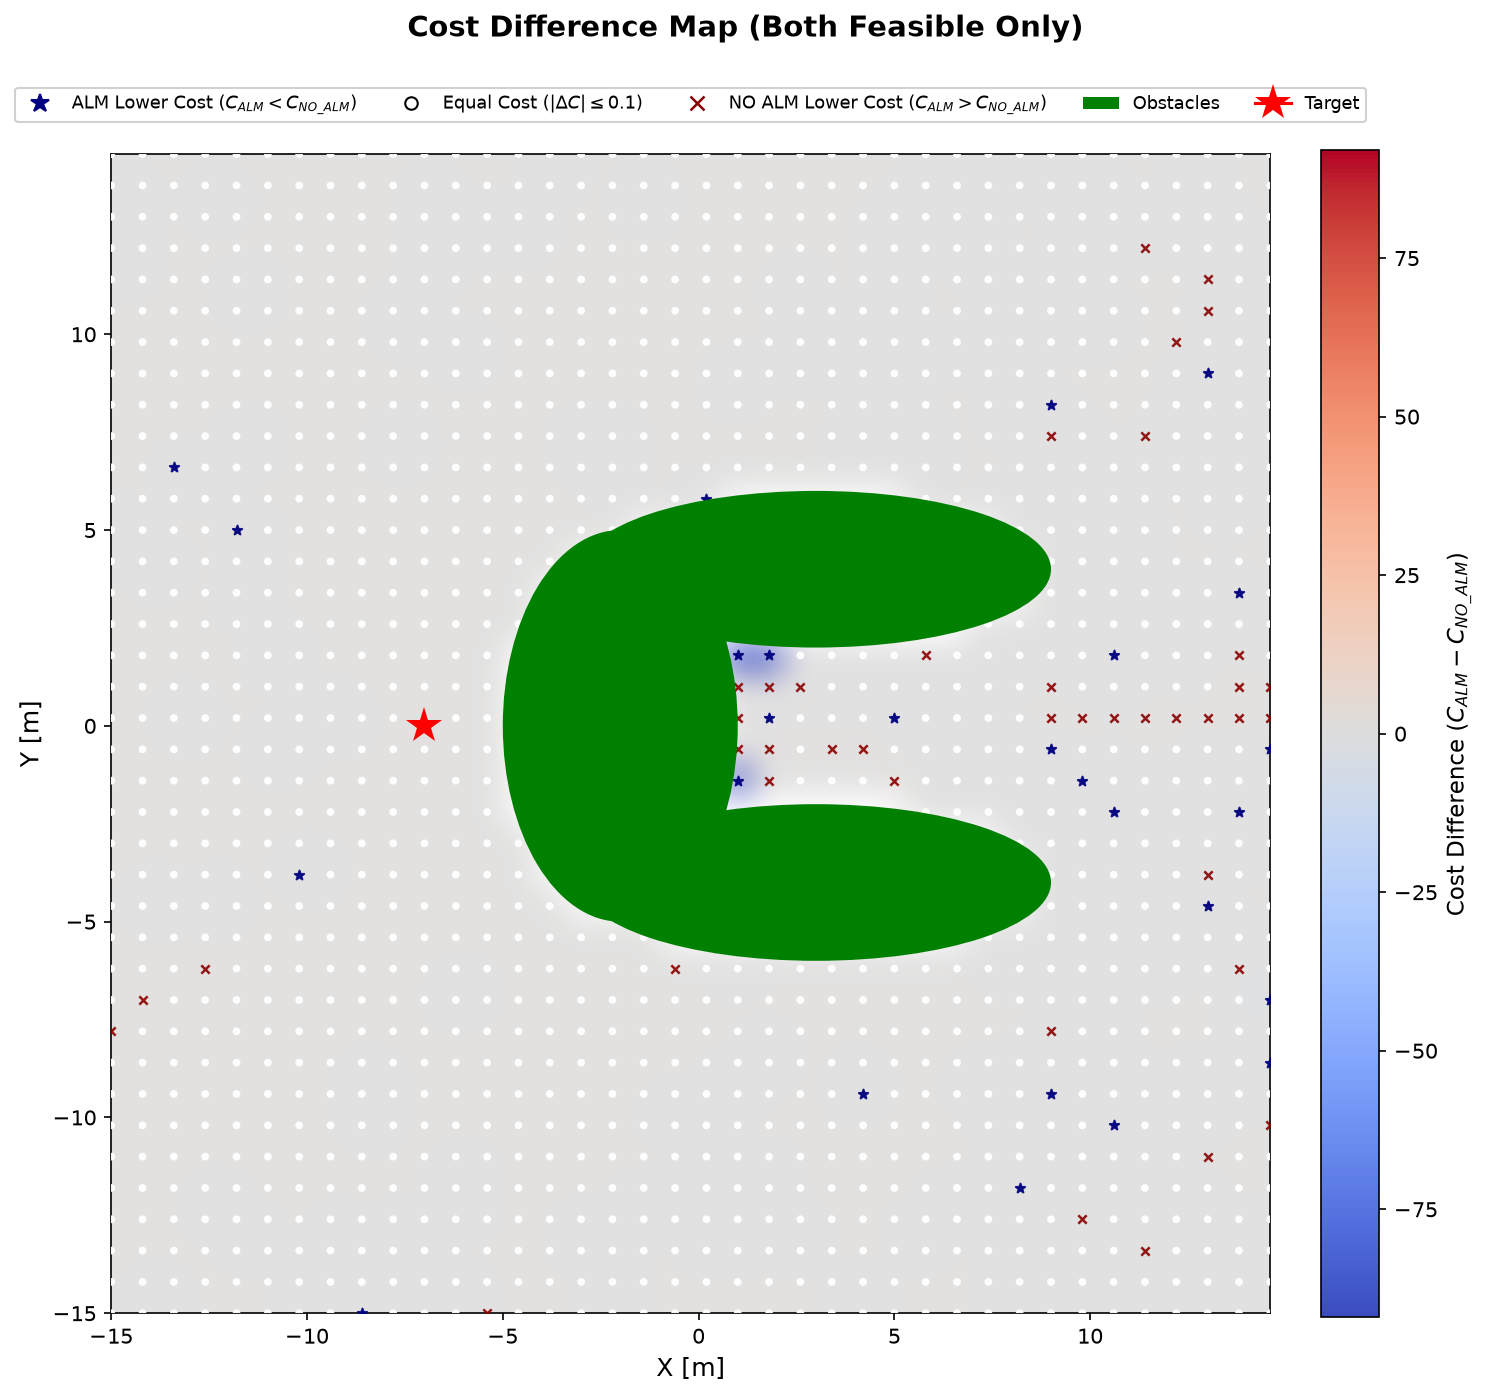 Cost Difference Map (Both Feasible Only)
ALM Lower Cost (C_ALM < C_NO_ALM)
Equal Cost (|ΔC| ≤ 0.1)
NO ALM Lower Cost (C_ALM > C_NO_ALM)
Obstacles
Target
10
5
0
−5
−10
−15
Y [m]
−15
−10
−5
0
5
10
X [m]
75
50
25
0
−25
−50
−75
Cost Difference (C_ALM − C_NO_ALM)